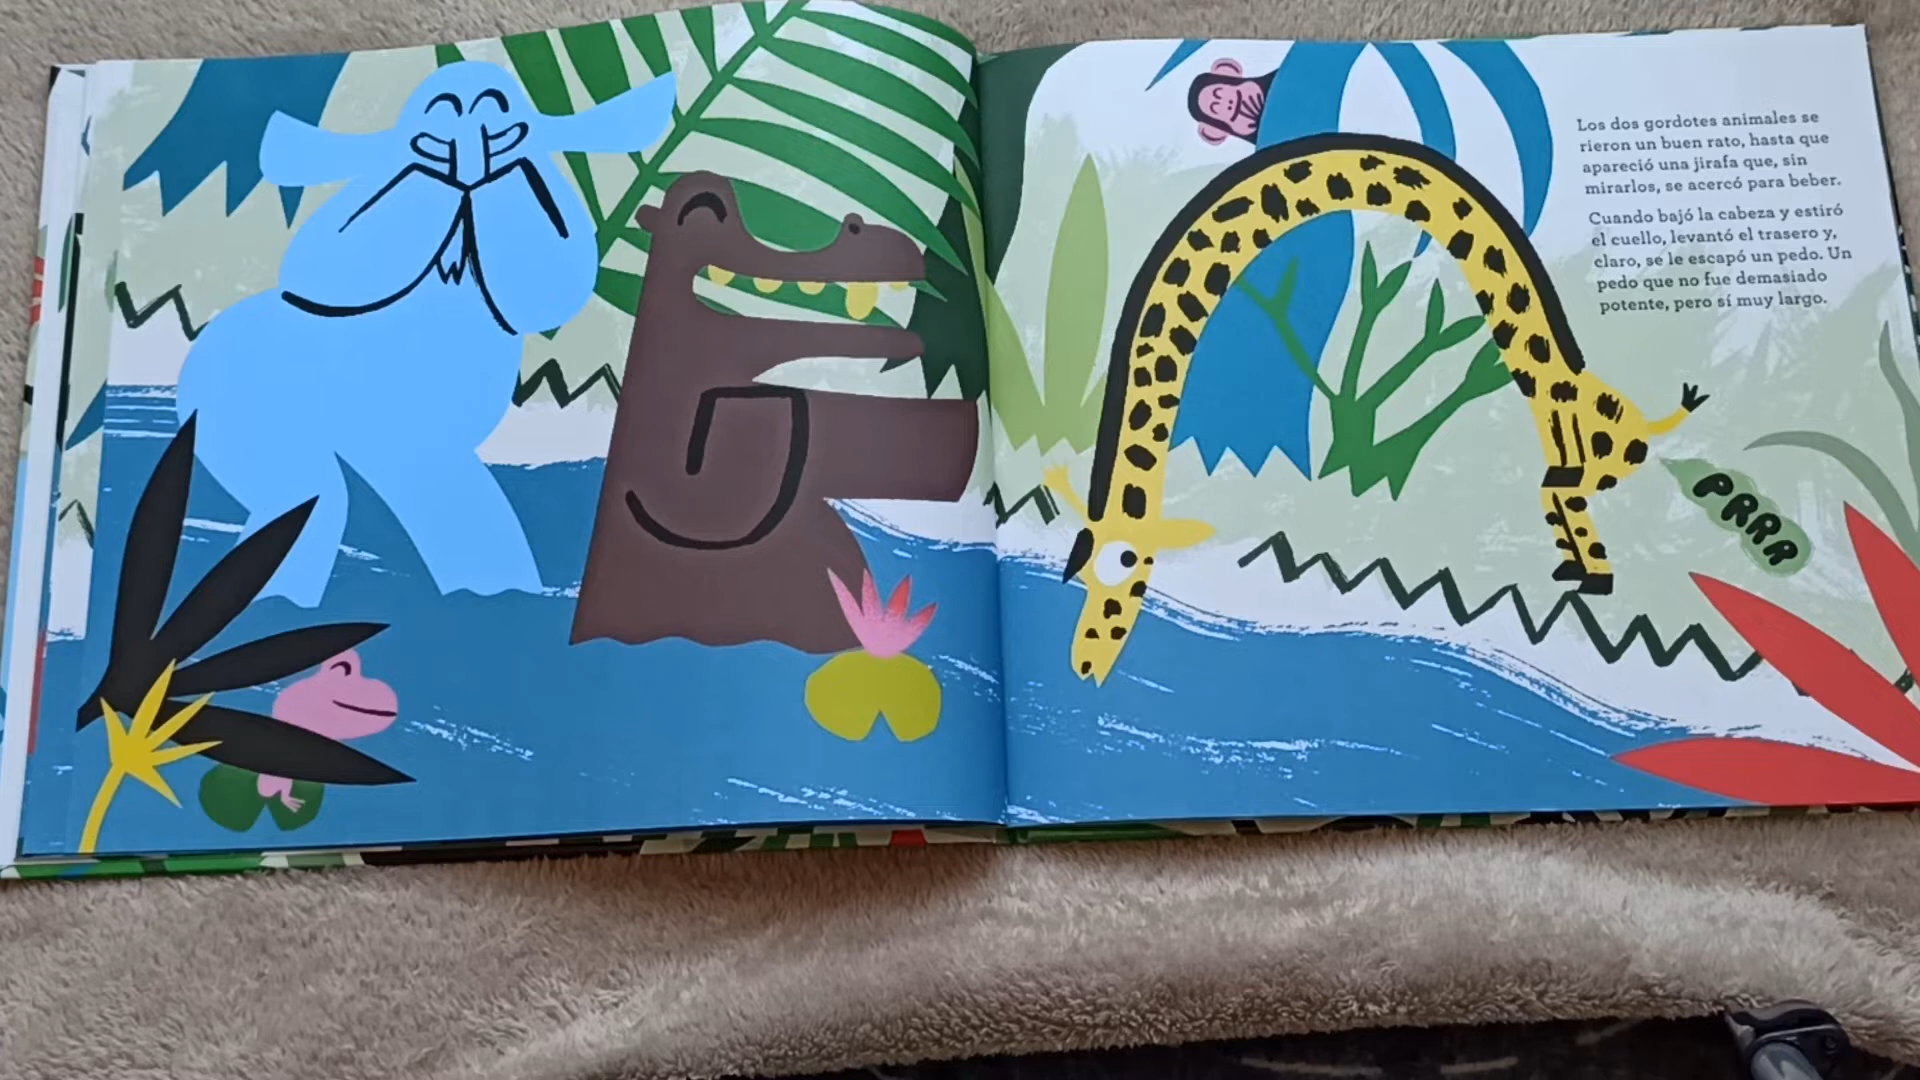 Los dos gordotes animales se
rieron un buen rato, hasta que
apareció una jirafa que, sin
mirarlos, se acercó para beber.
Cuando bajó la cabeza y estiró
el cuello, levantó el trasero y,
claro, se le escapó un pedo. Un
pedo que no fue demasiado
potente, pero sí muy largo.
PRRR